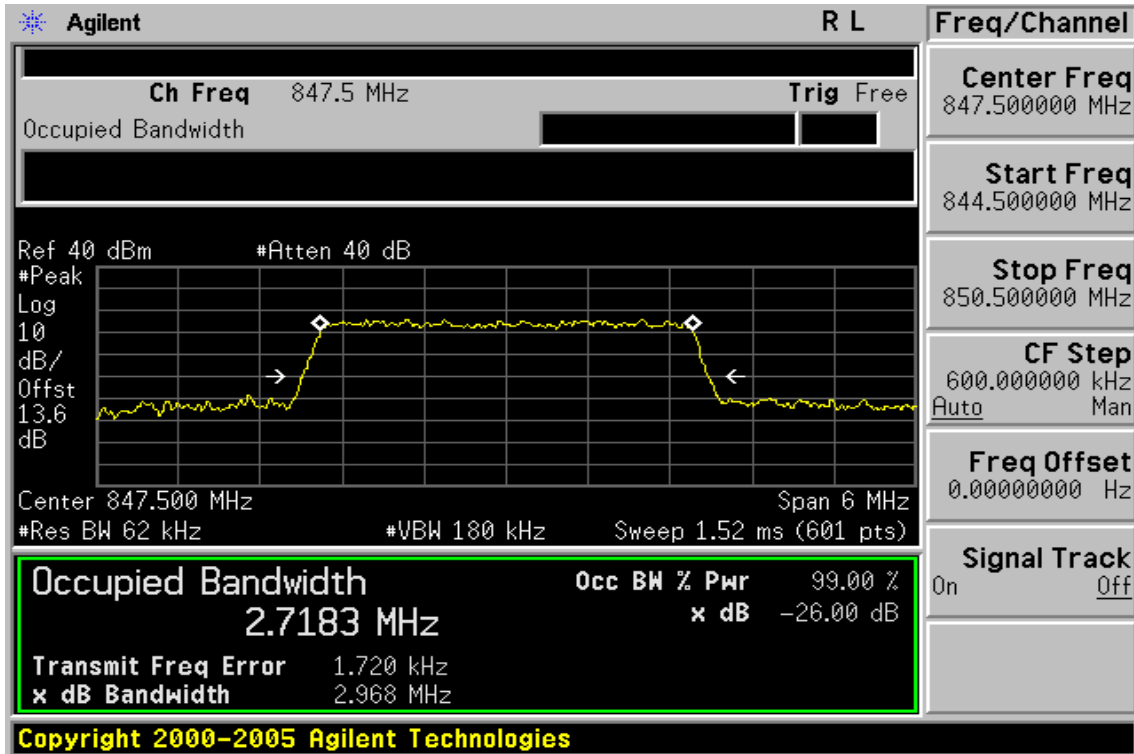 Agilent R L
Ch Freq 847.5 MHz Trig Free
Occupied Bandwidth
Ref 40 dBm #Atten 40 dB
#Peak
Log
10
dB/
Offst
13.6
dB
Center 847.500 MHz Span 6 MHz
#Res BW 62 kHz #VBW 180 kHz Sweep 1.52 ms (601 pts)
Occupied Bandwidth
2.7183 MHz
Occ BW % Pwr 99.00 %
x dB -26.00 dB
Transmit Freq Error 1.720 kHz
x dB Bandwidth 2.968 MHz
Copyright 2000-2005 Agilent Technologies
Freq/Channel
Center Freq
847.500000 MHz
Start Freq
844.500000 MHz
Stop Freq
850.500000 MHz
CF Step
600.000000 kHz
Auto Man
Freq Offset
0.00000000 Hz
Signal Track
On Off